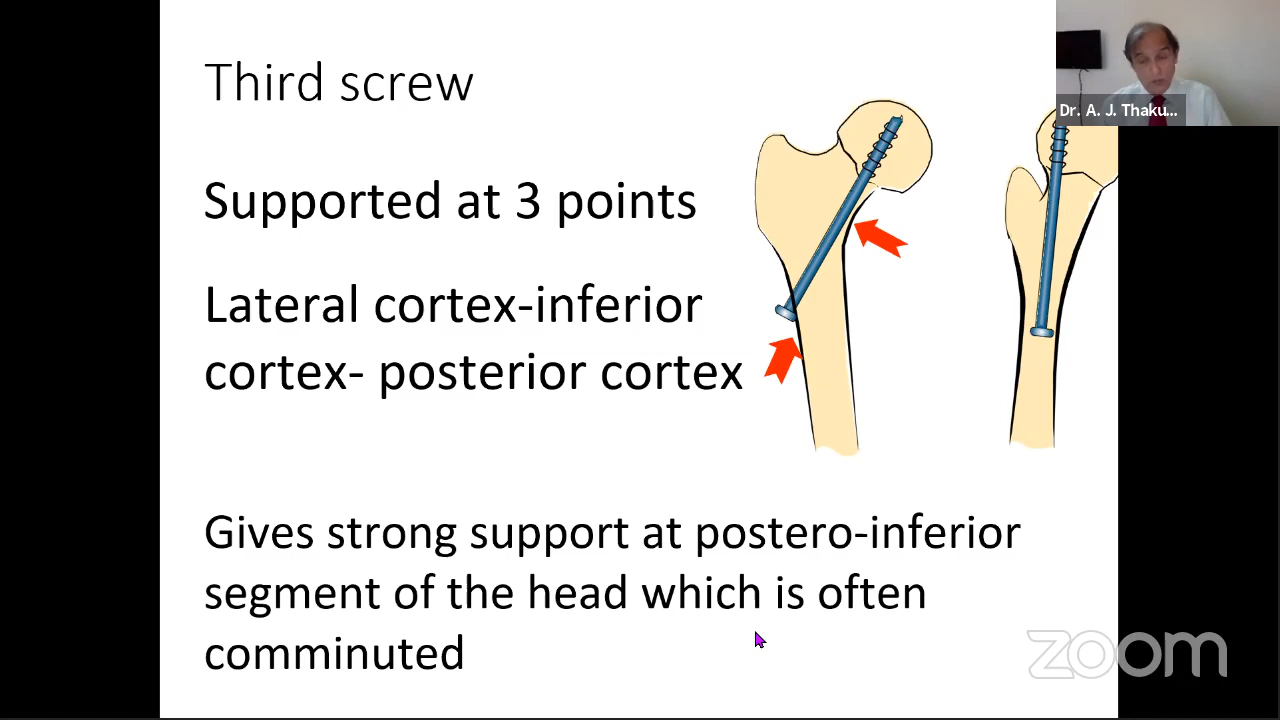 Third screw
Dr. A. J. Thaku...
Supported at 3 points
Lateral cortex-inferior
cortex- posterior cortex
Gives strong support at postero-inferior
segment of the head which is often
comminuted
zoom